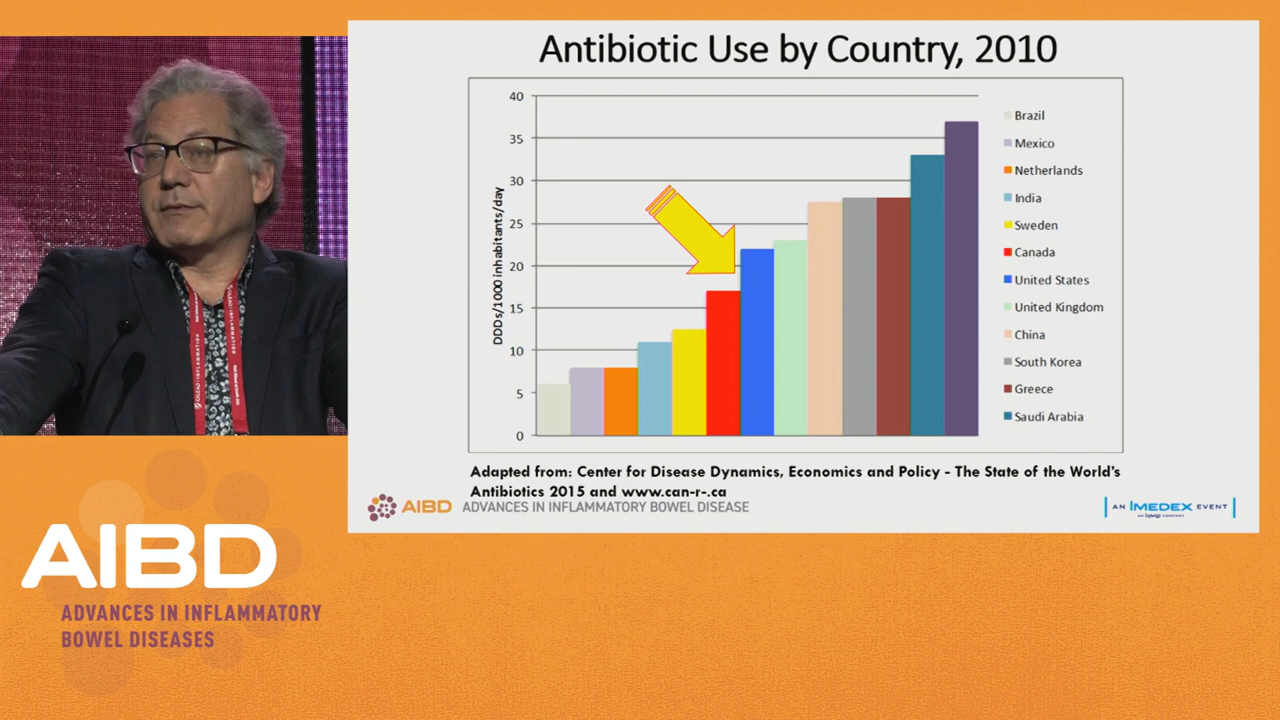 Antibiotic Use by Country, 2010
DDDs/1000 inhabitants/day
40
35
30
25
20
15
10
5
0
Brazil
Mexico
Netherlands
India
Sweden
Canada
United States
United Kingdom
China
South Korea
Greece
Saudi Arabia
Adapted from: Center for Disease Dynamics, Economics and Policy - The State of the World's
Antibiotics 2015 and www.can-r-.ca
AIBD ADVANCES IN INFLAMMATORY BOWEL DISEASE
AN IMEDEX EVENT
AIBD
ADVANCES IN INFLAMMATORY
BOWEL DISEASES